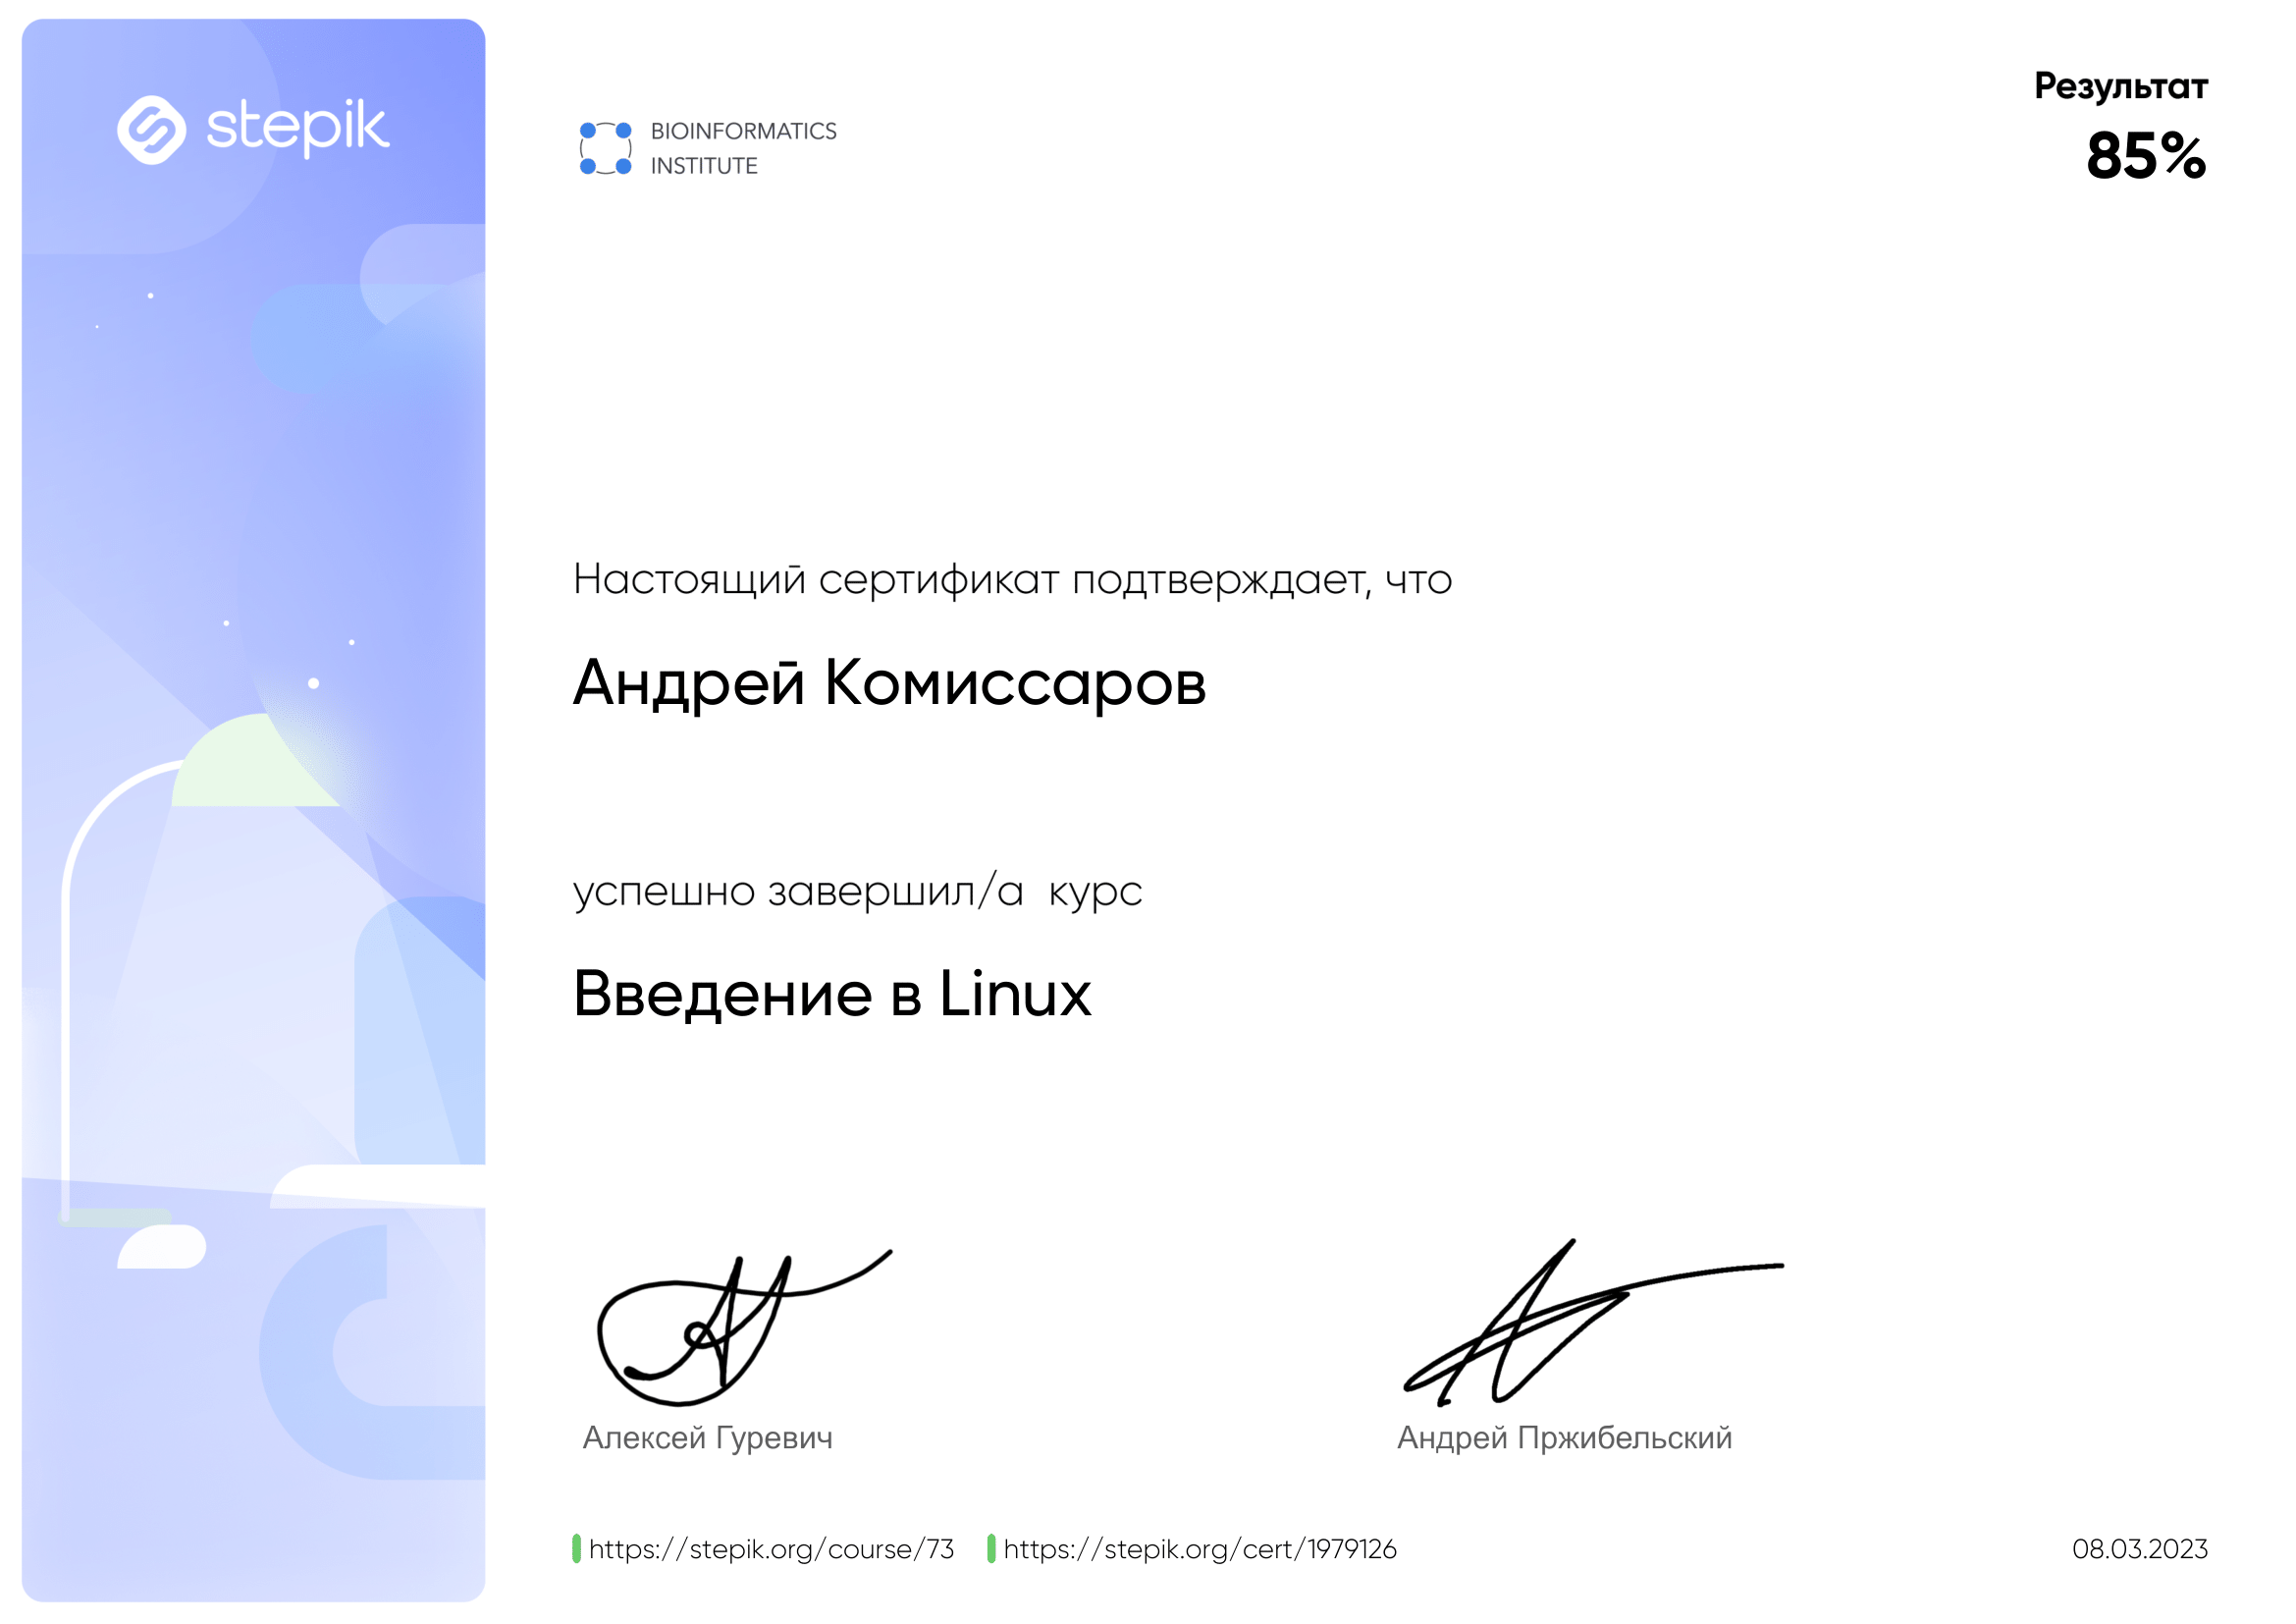 stepik
BIOINFORMATICS
INSTITUTE
Результат
85%
Настоящий сертификат подтверждает, что
Андрей Комиссаров
успешно завершил/а курс
Введение в Linux
Алексей Гуревич
Андрей Пржибельский
https://stepik.org/course/73
https://stepik.org/cert/1979126
08.03.2023